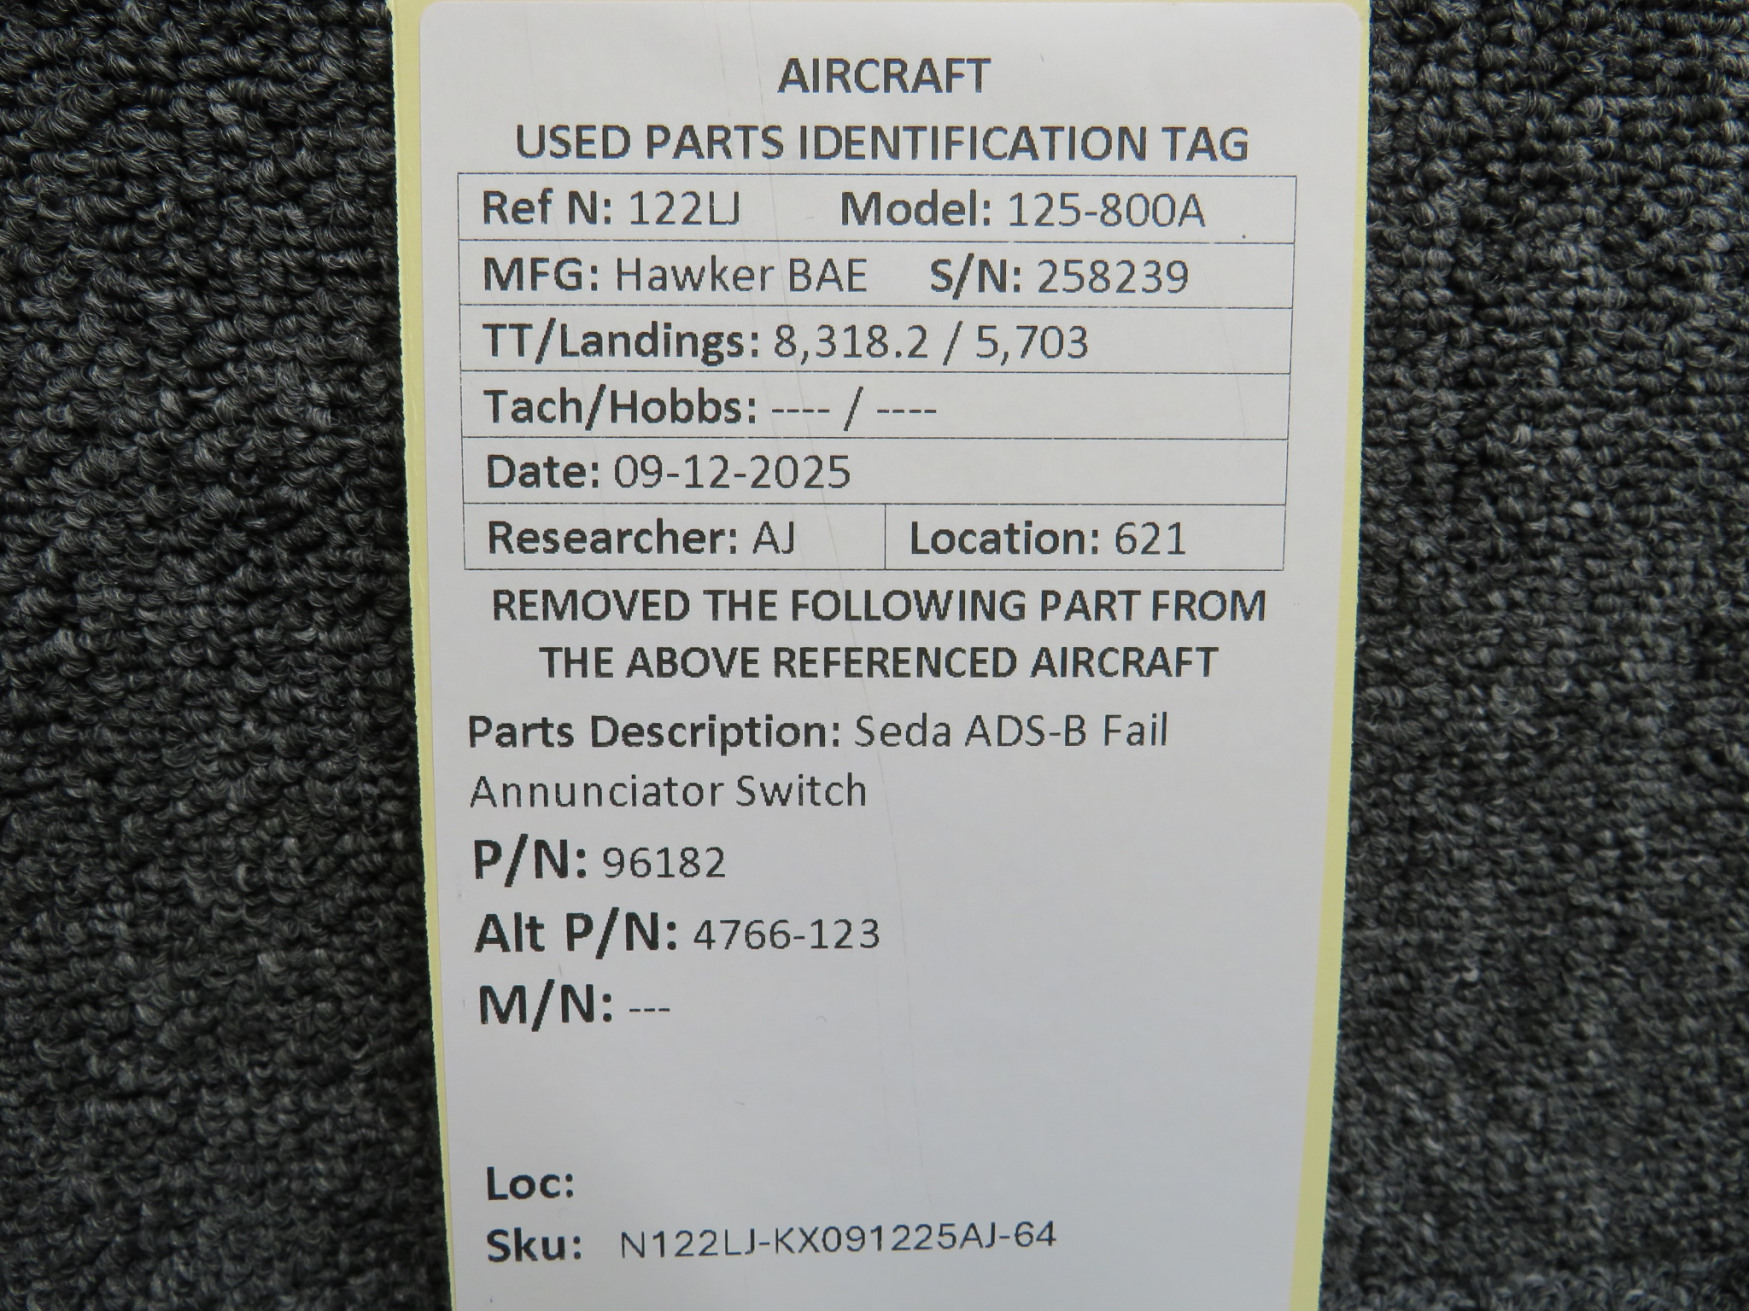 AIRCRAFT
USED PARTS IDENTIFICATION TAG
Ref N: 122LJ Model: 125-800A
MFG: Hawker BAE S/N: 258239
TT/Landings: 8,318.2 / 5,703
Tach/Hobbs: ---- / ----
Date: 09-12-2025
Researcher: AJ Location: 621
REMOVED THE FOLLOWING PART FROM
THE ABOVE REFERENCED AIRCRAFT
Parts Description: Seda ADS-B Fail
Annunciator Switch
P/N: 96182
Alt P/N: 4766-123
M/N: ---
Loc:
Sku: N122LJ-KX091225AJ-64